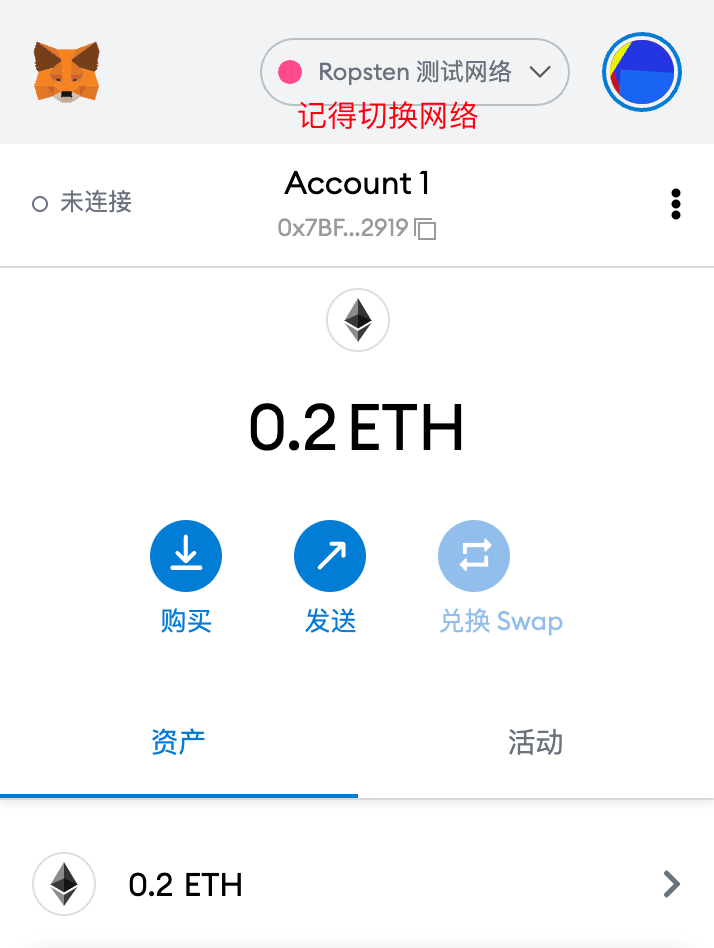 Ropsten 测试网络
记得切换网络
未连接
Account 1
0x7BF...2919
0.2 ETH
购买
发送
兑换 Swap
资产
活动
0.2 ETH